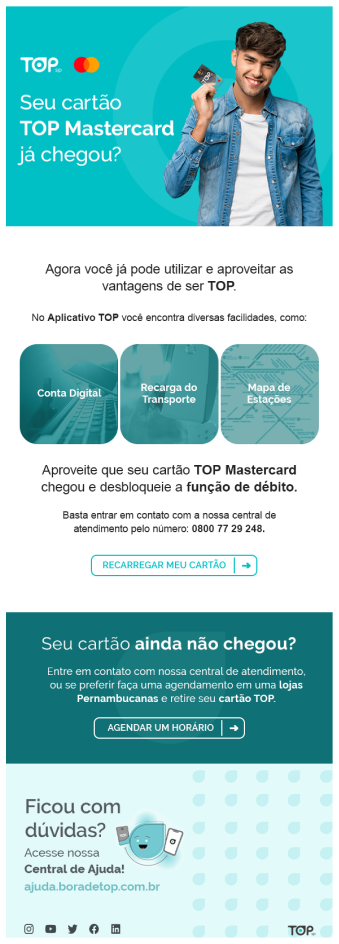 TOP sp
Seu cartão
TOP Mastercard
já chegou?
Agora você já pode utilizar e aproveitar as
vantagens de ser TOP.
No Aplicativo TOP você encontra diversas facilidades, como:
Conta Digital
Recarga do
Transporte
Mapa de
Estações
Aproveite que seu cartão TOP Mastercard
chegou e desbloqueie a função de débito.
Basta entrar em contato com a nossa central de
atendimento pelo número: 0800 77 29 248.
RECARREGAR MEU CARTÃO
Seu cartão ainda não chegou?
Entre em contato com nossa central de atendimento,
ou se preferir faça uma agendamento em uma lojas
Pernambucanas e retire seu cartão TOP.
AGENDAR UM HORÁRIO
Ficou com
dúvidas?
Acesse nossa
Central de Ajuda!
ajuda.boradetop.com.br
TOP sp